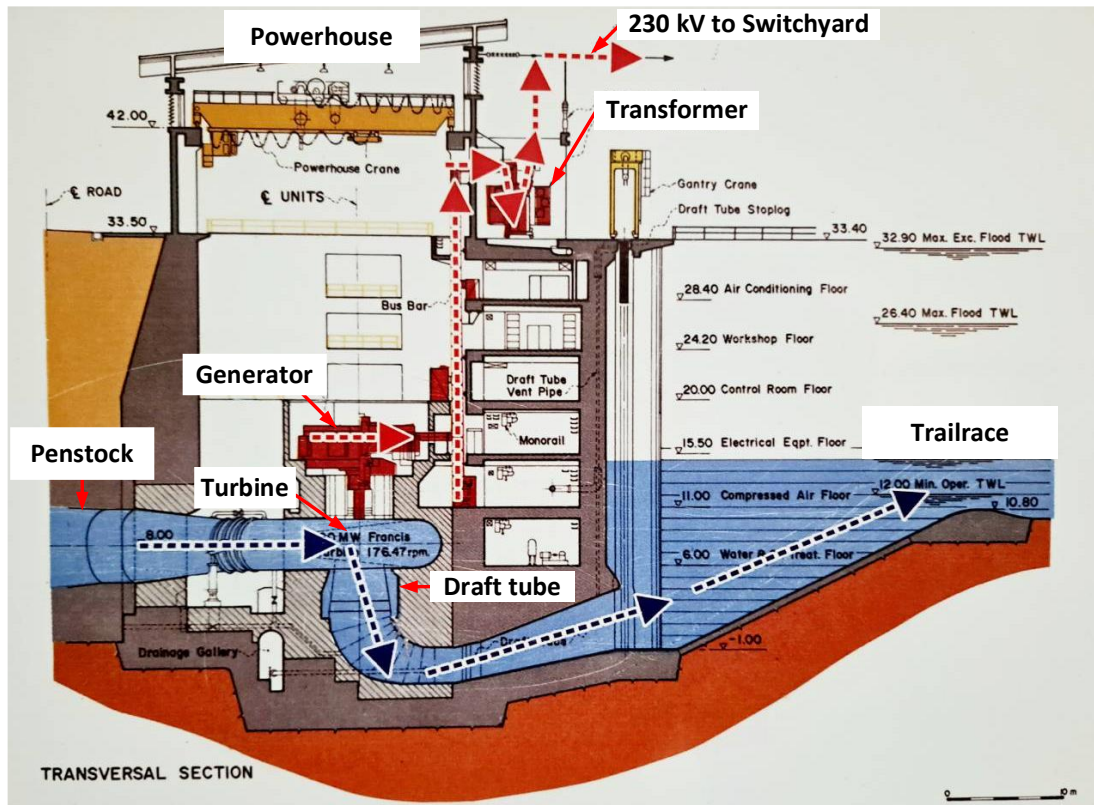 Powerhouse
230 kV to Switchyard
Transformer
42.00
Powerhouse Crane
℄ ROAD
℄ UNITS
Gantry Crane
Draft Tube Stoplog
33.50
33.40
32.90 Max. Exc. Flood TWL
28.40 Air Conditioning Floor
Bus Bar
26.40 Max. Flood TWL
24.20 Workshop Floor
Generator
Draft Tube
Vent Pipe
20.00 Control Room Floor
Monorail
15.50 Electrical Eqpt. Floor
Trailrace
Penstock
Turbine
12.00 Min. Oper. TWL
11.00 Compressed Air Floor
10.80
8.00
MW Francis
176.47 rpm.
6.00 Water Treat. Floor
Draft tube
Drainage Gallery
-1.00
TRANSVERSAL SECTION
0
10 m